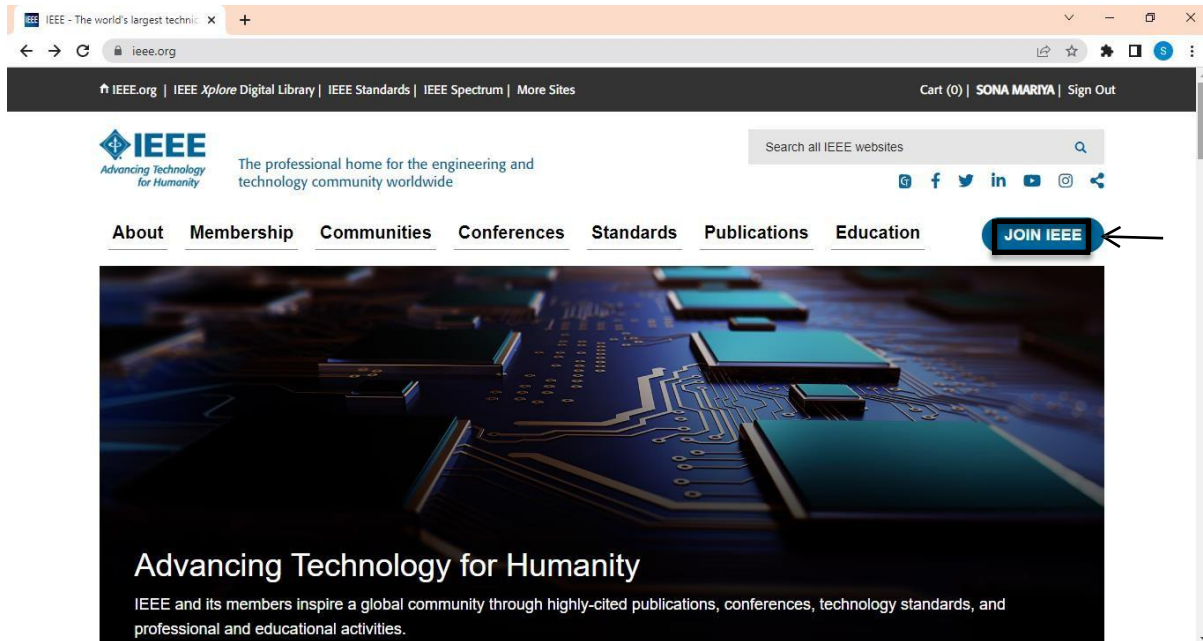 IEEE - The world's largest technic
ieee.org
S
IEEE.org | IEEE Xplore Digital Library | IEEE Standards | IEEE Spectrum | More Sites
Cart (0) | SONA MARIYA | Sign Out
IEEE
Advancing Technology
for Humanity
The professional home for the engineering and
technology community worldwide
Search all IEEE websites
About Membership Communities Conferences Standards Publications Education
JOIN IEEE
Advancing Technology for Humanity
IEEE and its members inspire a global community through highly-cited publications, conferences, technology standards, and
professional and educational activities.